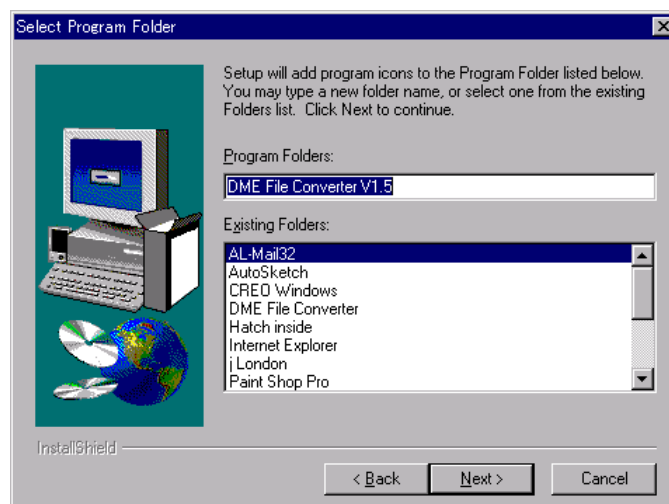 Select Program Folder
Setup will add program icons to the Program Folder listed below.
You may type a new folder name, or select one from the existing
Folders list. Click Next to continue.
Program Folders:
DME File Converter V1.5
Existing Folders:
AL-Mail32
AutoSketch
CREO Windows
DME File Converter
Hatch inside
Internet Explorer
j London
Paint Shop Pro
InstallShield
< Back
Next >
Cancel